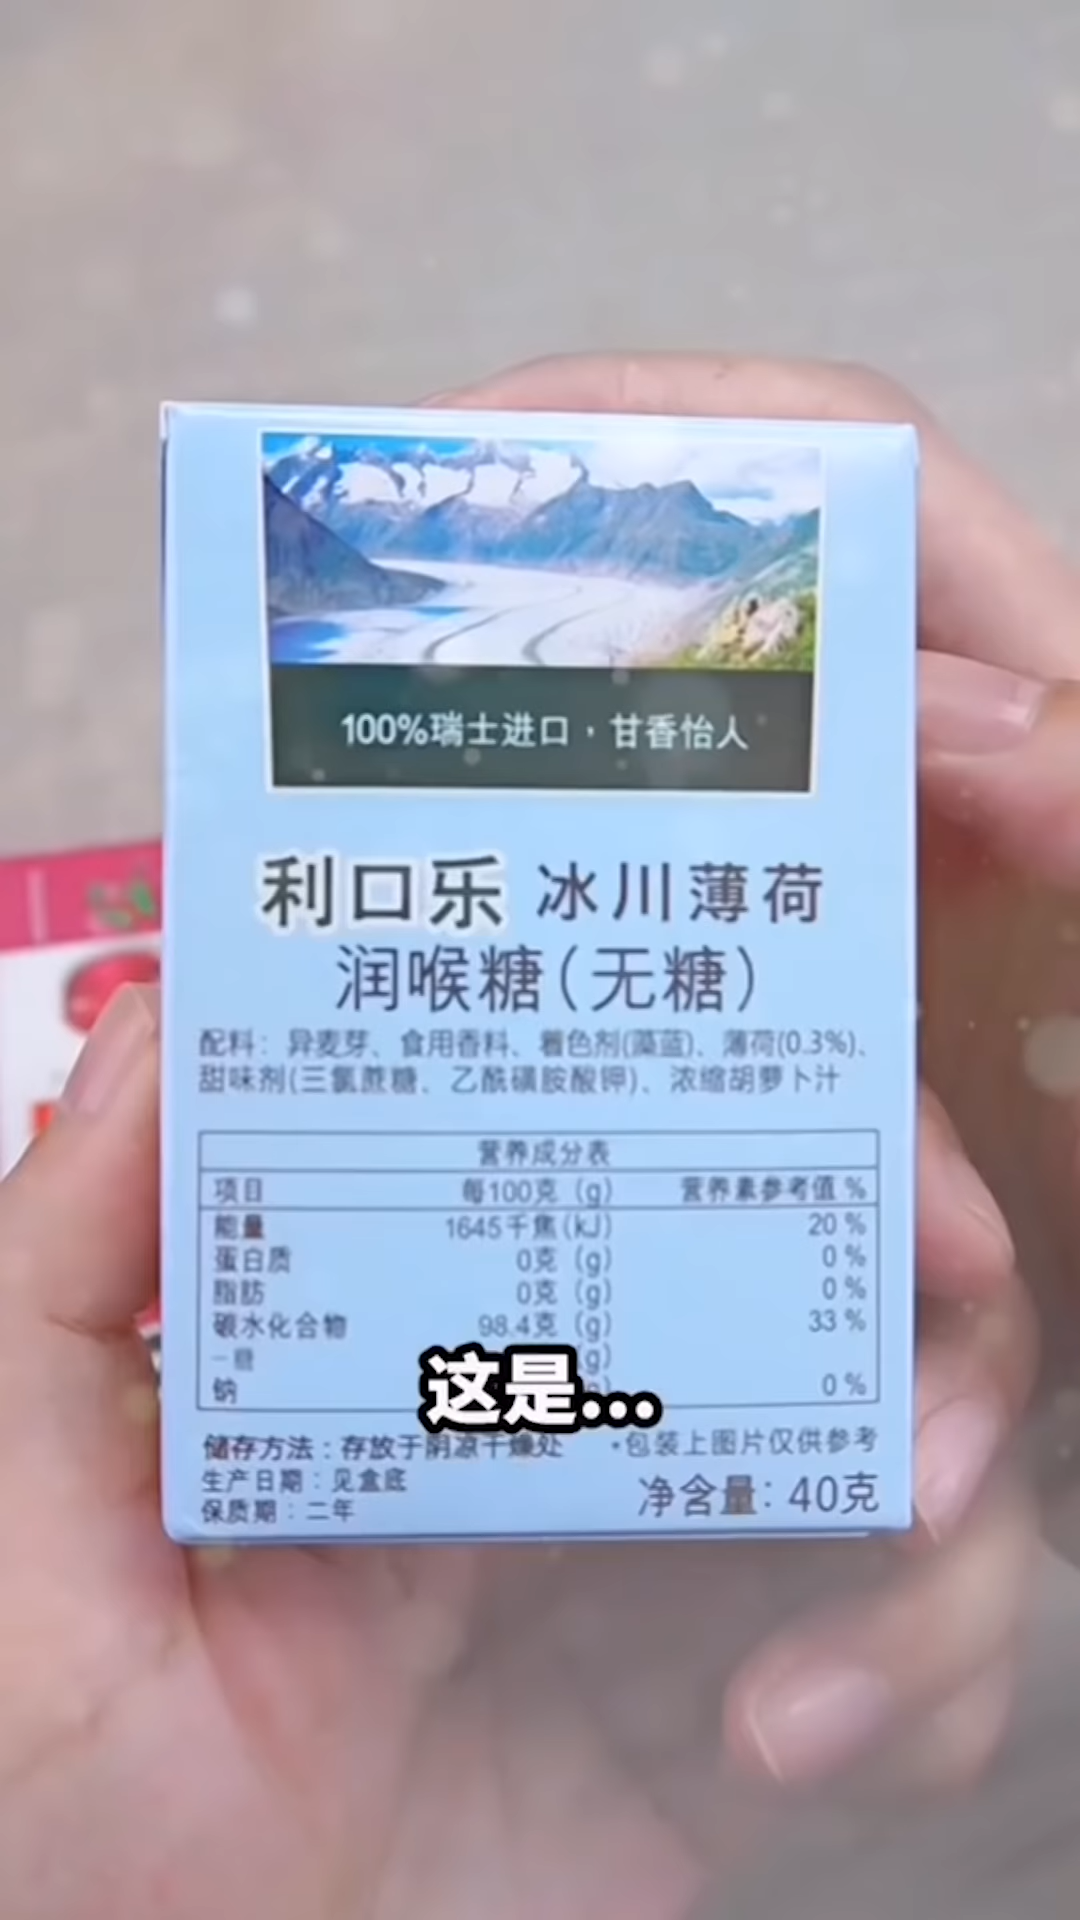 100%瑞士进口，甘香怡人
利口乐 冰川薄荷
润喉糖(无糖)
配料：异麦芽、食用香料、着色剂(藻蓝)、薄荷(0.3%)、
甜味剂(三氯蔗糖、乙酰磺胺酸钾)、浓缩胡萝卜汁
营养成分表
项目 每100克 (g) 营养素参考值 %
能量 1645千焦(kJ) 20 %
蛋白质 0克 (g) 0 %
脂肪 0克 (g) 0 %
碳水化合物 98.4克 (g) 33 %
－糖 g)
钠 0 %
这是...
储存方法：存放于阴凉干燥处 •包装上图片仅供参考
生产日期：见盒底
保质期：二年
净含量: 40克